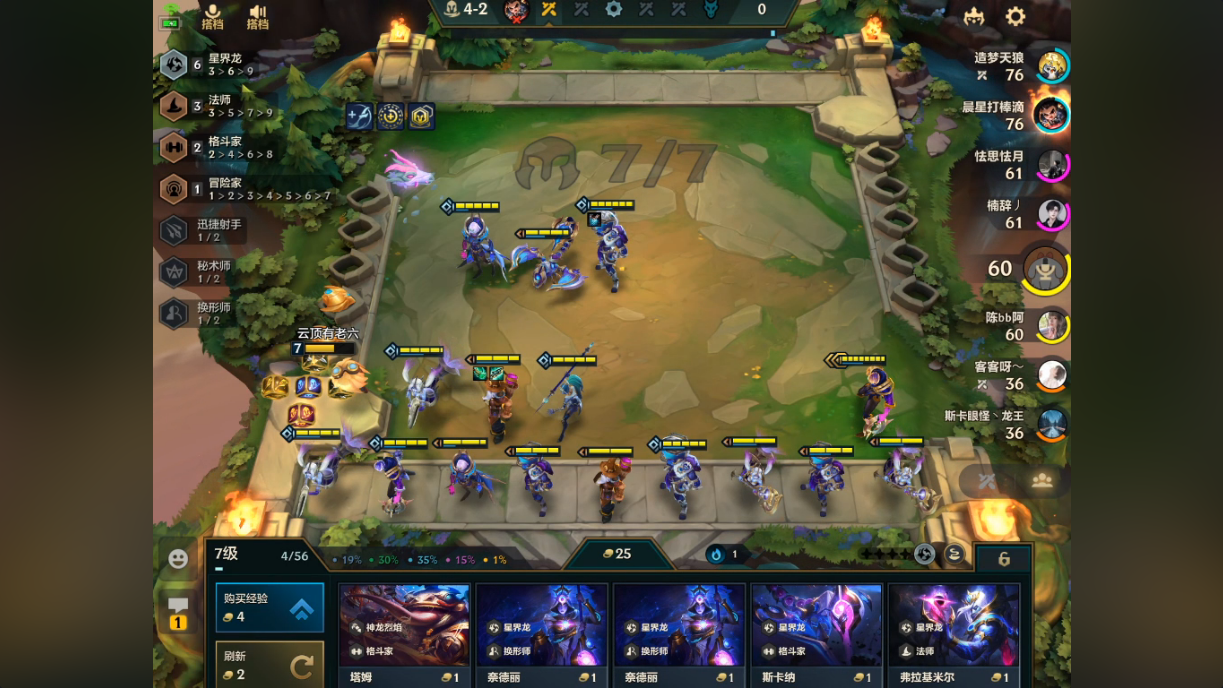 搭档
搭档
4-2
0
6
星界龙
3 > 6 > 9
3
法师
3 > 5 > 7 > 9
2
格斗家
2 > 4 > 6 > 8
1
冒险家
1 > 2 > 3 > 4 > 5 > 6 > 7
迅捷射手
1 / 2
秘术师
1 / 2
换形师
1 / 2
7/7
造梦天狼
76
晨星打棒滴
76
怯思怯月
61
楠辞丿
61
60
陈bb阿
60
客客呀～
36
斯卡眼怪丶龙王
36
云顶有老六
7
7级
4/56
19% 30% 35% 15% 1%
25
1
购买经验
4
刷新
2
1
神龙烈焰
格斗家
塔姆 1
星界龙
换形师
奈德丽 1
星界龙
换形师
奈德丽 1
星界龙
格斗家
斯卡纳 1
星界龙
法师
弗拉基米尔 1